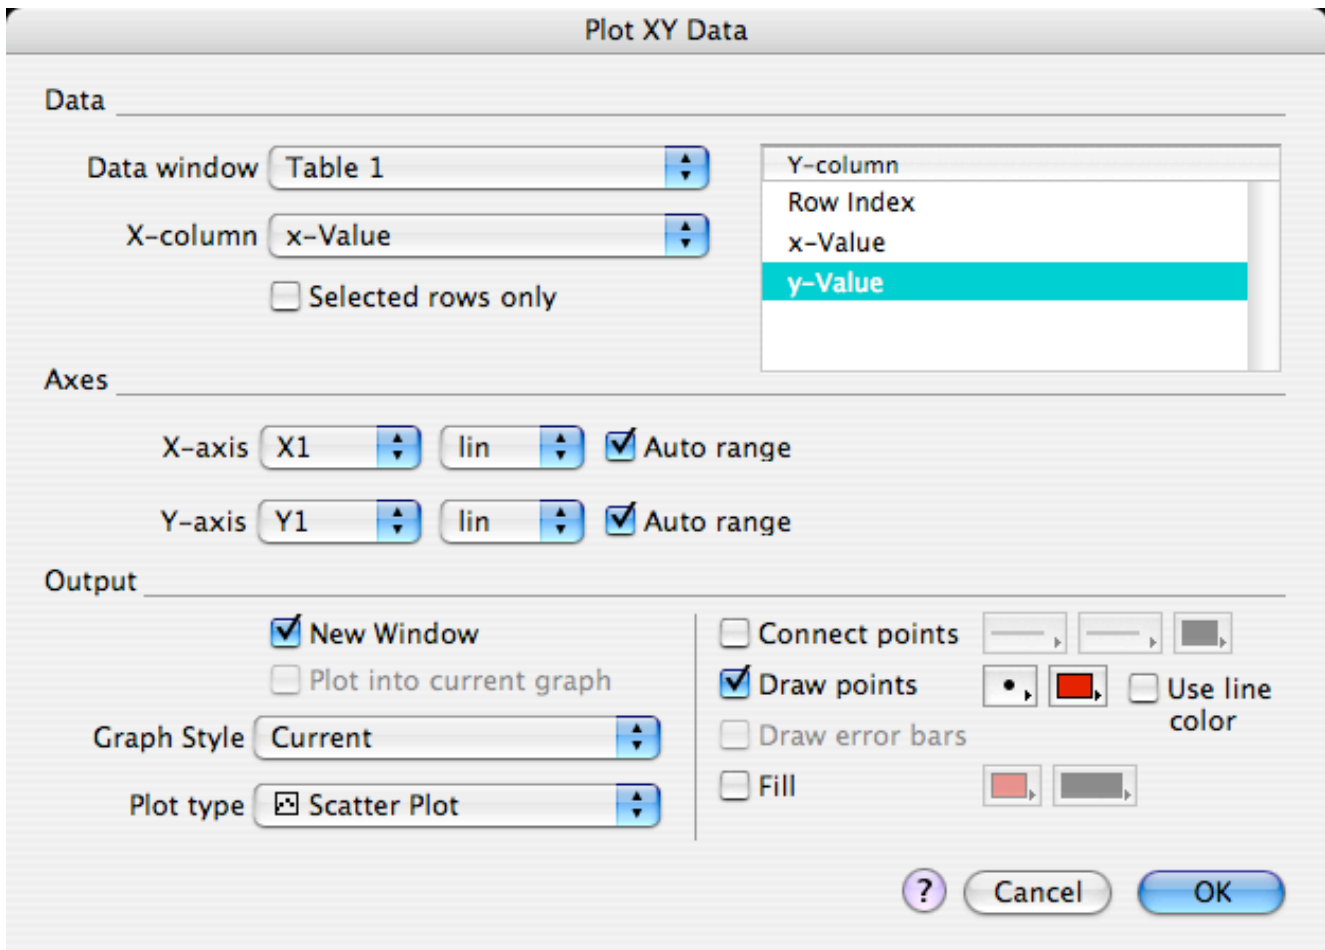 Plot XY Data
Data
Data window Table 1
X-column x-Value
Selected rows only
Y-column
Row Index
x-Value
y-Value
Axes
X-axis X1 lin Auto range
Y-axis Y1 lin Auto range
Output
New Window
Plot into current graph
Graph Style Current
Plot type Scatter Plot
Connect points
Draw points Use line
color
Draw error bars
Fill
? Cancel OK